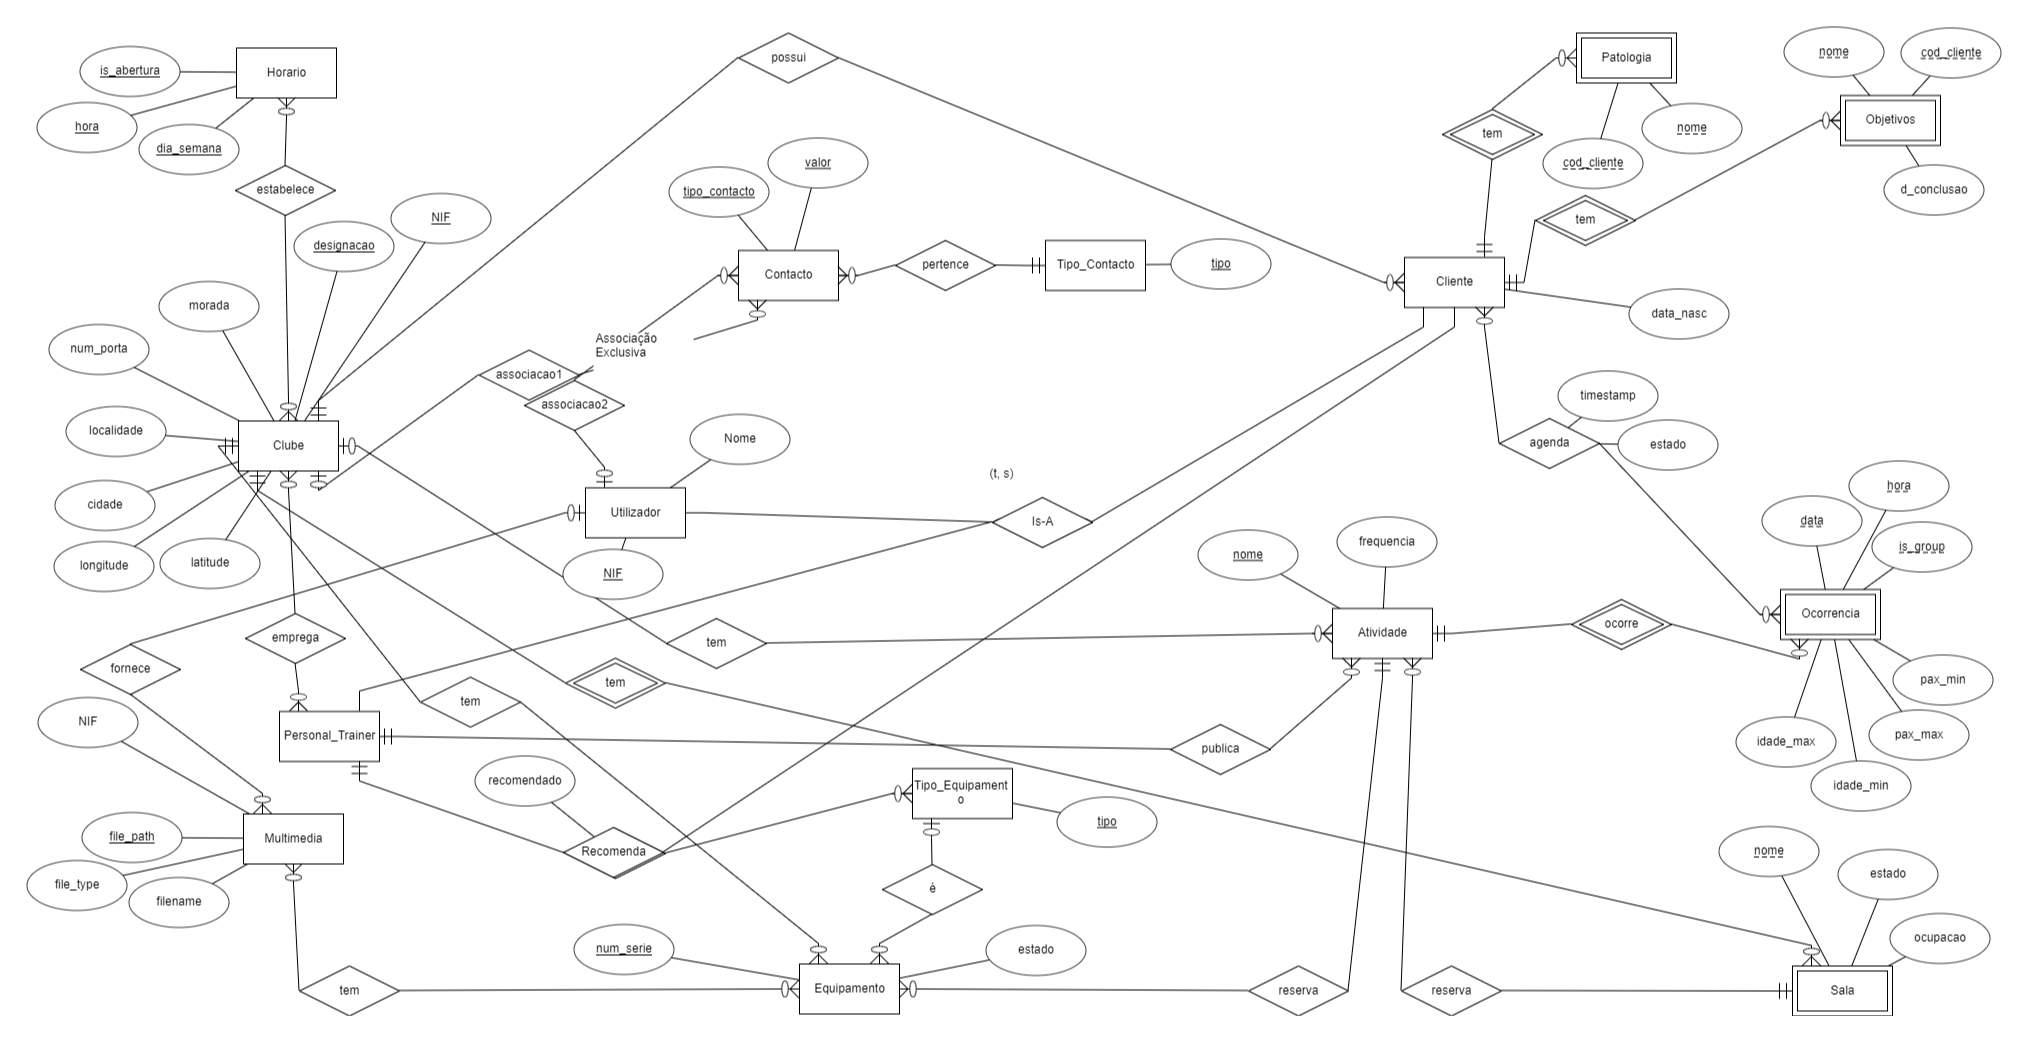 possui
Patologia
nome
cod_cliente
is_abertura
Horario
Objetivos
hora
dia_semana
tem
nome
cod_cliente
valor
tipo_contacto
estabelece
d_conclusao
NIF
tem
designacao
pertence
Tipo_Contacto
tipo
Contacto
Cliente
morada
data_nasc
Associação
Exclusiva
num_porta
associacao1
associacao2
timestamp
localidade
Clube
Nome
agenda
estado
(t, s)
cidade
hora
Utilizador
Is-A
data
longitude
latitude
NIF
nome
frequencia
is_group
Ocorrencia
emprega
tem
Atividade
ocorre
fornece
tem
tem
pax_min
NIF
Personal_Trainer
publica
idade_max
pax_max
recomendado
Tipo_Equipament
o
idade_min
file_path
Multimedia
Recomenda
tipo
nome
file_type
filename
é
estado
num_serie
estado
ocupacao
tem
Equipamento
reserva
reserva
Sala